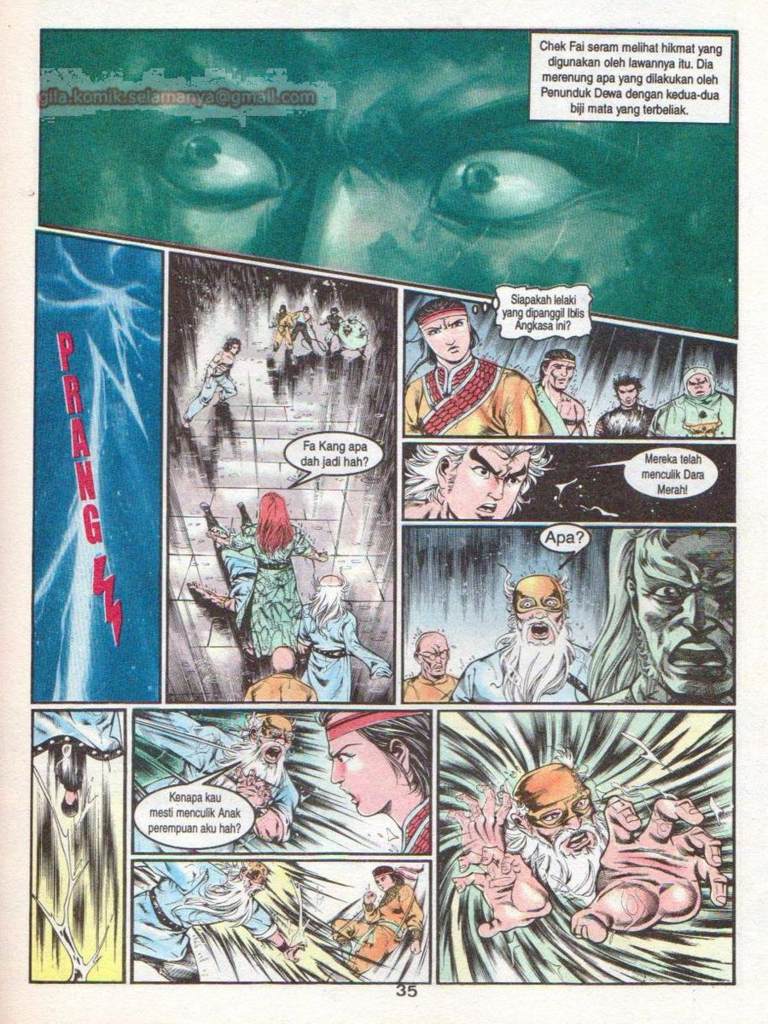 Chek Fai seram melihat hikmat yang
digunakan oleh lawannya itu. Dia
merenung apa yang dilakukan oleh
Penunduk Dewa dengan kedua-dua
biji mata yang terbeliak.
gila.komik.selamanya@gmail.com
PRANG
Fa Kang apa
dah jadi hah?
Siapakah lelaki
yang dipanggil Iblis
Angkasa ini?
Mereka telah
menculik Dara
Merah!
Apa?
Kenapa kau
mesti menculik Anak
perempuan aku hah?
35